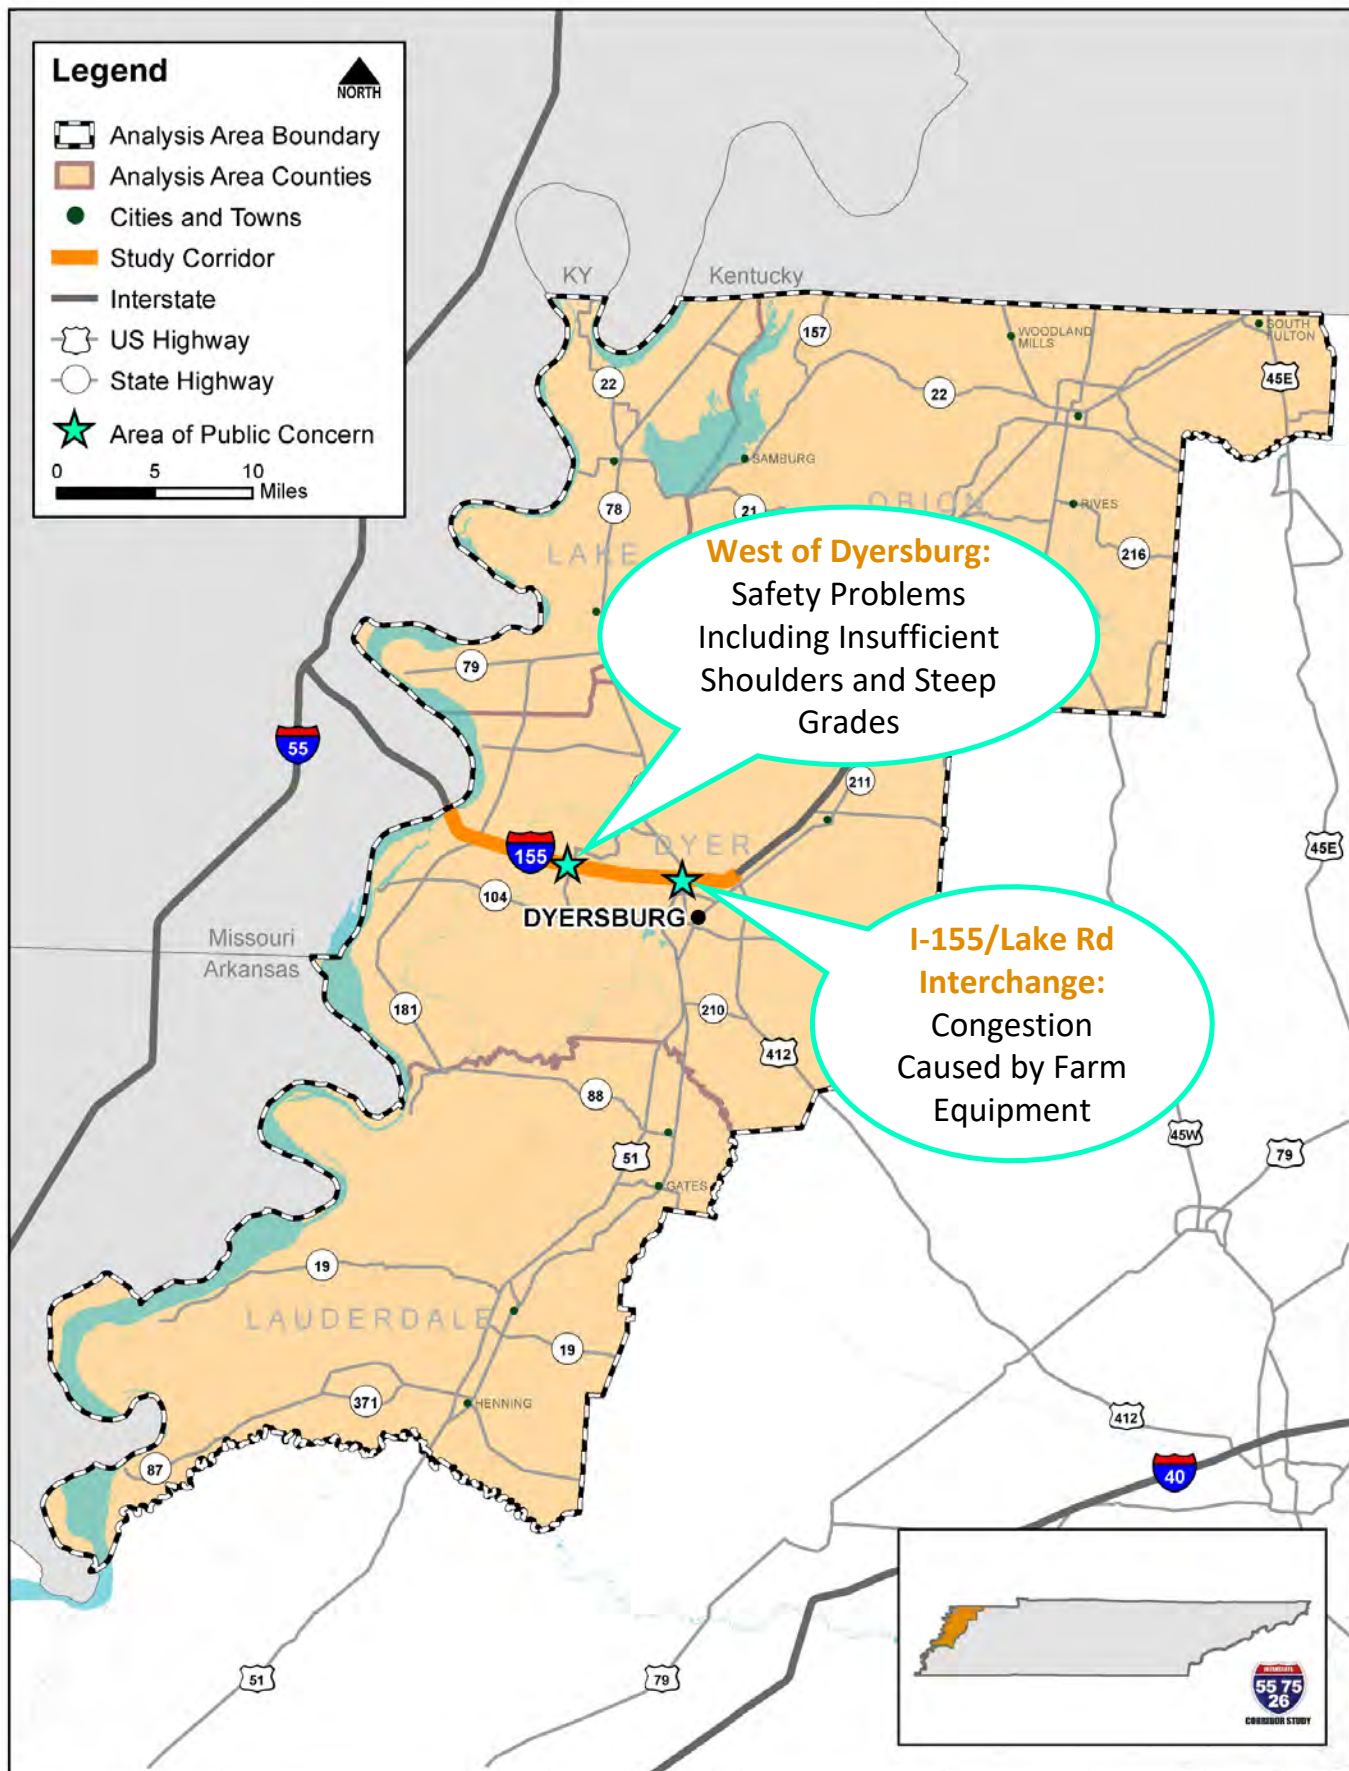 Legend
NORTH
Analysis Area Boundary
Analysis Area Counties
Cities and Towns
Study Corridor
Interstate
US Highway
State Highway
Area of Public Concern
0 5 10
Miles
KY
Kentucky
157
WOODLAND
MILLS
SOUTH
FULTON
22
22
45E
SAMBURG
78
21
OBION
RIVES
LAKE
216
West of Dyersburg:
Safety Problems
Including Insufficient
Shoulders and Steep
Grades
79
55
211
155
DYER
45E
104
DYERSBURG
Missouri
Arkansas
I-155/Lake Rd
Interchange:
Congestion
Caused by Farm
Equipment
181
210
412
88
51
45W
79
GATES
19
LAUDERDALE
19
371
HENNING
412
87
40
51
79
INTERSTATE
55 75
26
CORRIDOR STUDY